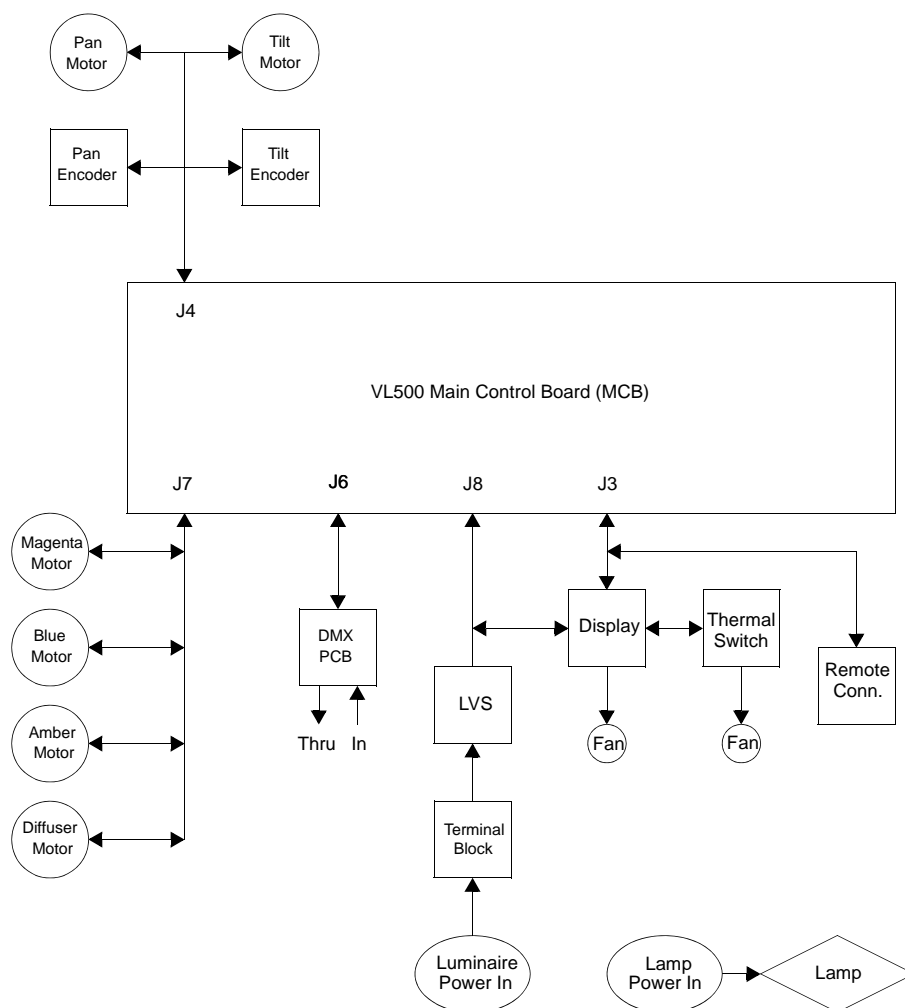 Pan
Motor
Tilt
Motor
Pan
Encoder
Tilt
Encoder
J4
VL500 Main Control Board (MCB)
J7
J6
J8
J3
Magenta
Motor
Blue
Motor
DMX
PCB
Display
Thermal
Switch
Remote
Conn.
LVS
Amber
Motor
Thru
In
Fan
Fan
Diffuser
Motor
Terminal
Block
Luminaire
Power In
Lamp
Power In
Lamp